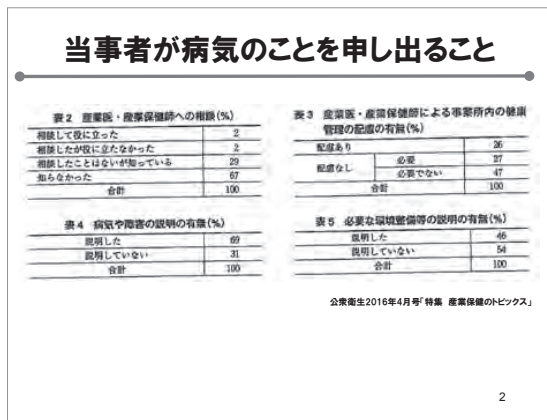 当事者が病気のことを申し出ること
表2 産業医・産業保健師への相談(%)
相談して役に立った 2
相談したが役に立たなかった 2
相談したことはないが知っている 29
知らなかった 67
合計 100
表3 産業医・産業保健師による事業所内の健康
管理の配慮の有無(%)
配慮あり 26
配慮なし 必要 27
必要でない 47
合計 100
表4 病気や障害の説明の有無(%)
説明した 69
説明していない 31
合計 100
表5 必要な環境整備等の説明の有無(%)
説明した 46
説明していない 54
合計 100
公衆衛生2016年4月号「特集 産業保健のトピックス」
2